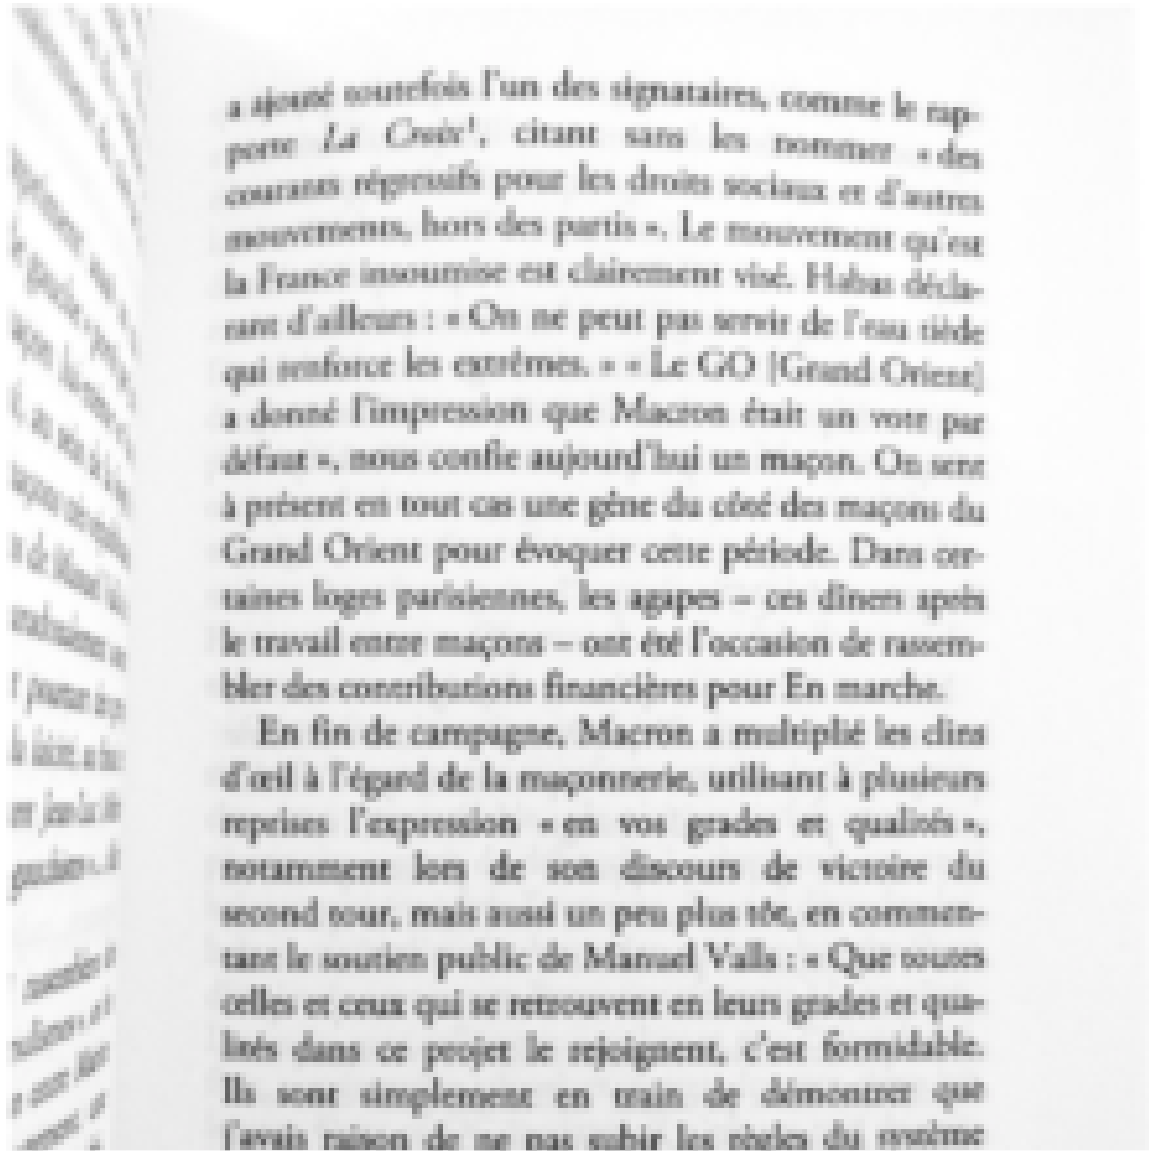 a ajouté toutefois l'un des signataires, comme le rap-
porte La Croix¹, citant sans les nommer « des
courants régressifs pour les droits sociaux et d'autres
mouvements, hors des partis ». Le mouvement qu'est
la France insoumise est clairement visé. Habas décla-
rant d'ailleurs : « On ne peut pas servir de l'eau tiède
qui renforce les extrêmes. » « Le GO [Grand Orient]
a donné l'impression que Macron était un vote par
défaut », nous confie aujourd'hui un maçon. On sent
à présent en tout cas une gêne du côté des maçons du
Grand Orient pour évoquer cette période. Dans cer-
taines loges parisiennes, les agapes – ces dîners après
le travail entre maçons – ont été l'occasion de rassem-
bler des contributions financières pour En marche.
En fin de campagne, Macron a multiplié les clins
d'œil à l'égard de la maçonnerie, utilisant à plusieurs
reprises l'expression « en vos grades et qualités »,
notamment lors de son discours de victoire du
second tour, mais aussi un peu plus tôt, en commen-
tant le soutien public de Manuel Valls : « Que toutes
celles et ceux qui se retrouvent en leurs grades et qua-
lités dans ce projet le rejoignent, c'est formidable.
Ils sont simplement en train de démontrer que
j'avais raison de ne pas subir les règles du système